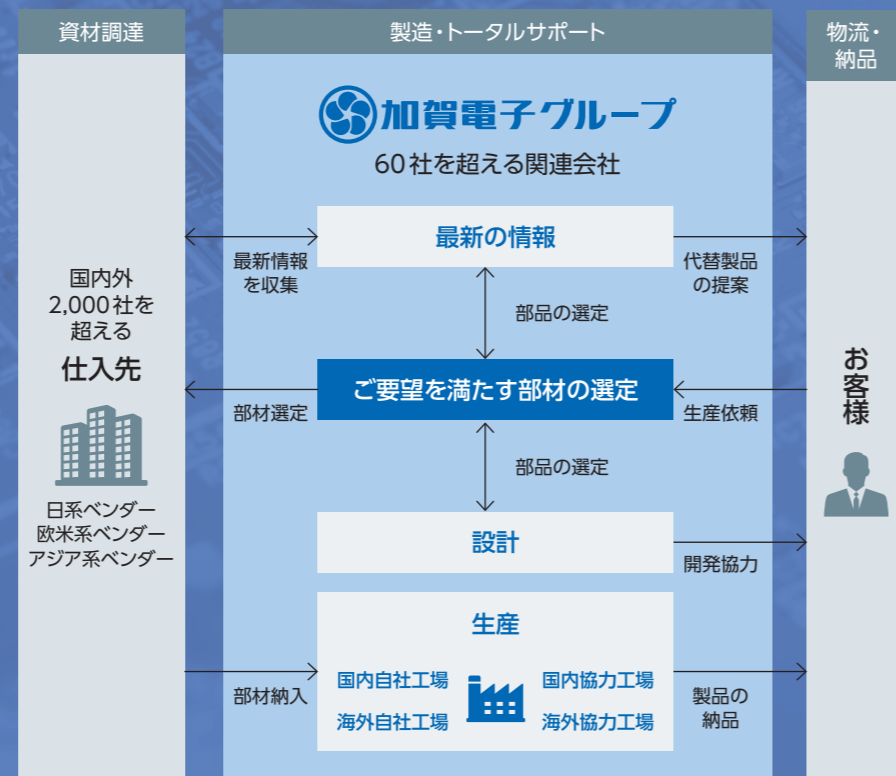 資材調達
製造・トータルサポート
物流・
納品
加賀電子グループ
60社を超える関連会社
最新の情報
最新情報
を収集
代替製品
の提案
部品の選定
国内外
2,000社を
超える
仕入先
日系ベンダー
欧米系ベンダー
アジア系ベンダー
ご要望を満たす部材の選定
部材選定
生産依頼
お客様
部品の選定
設計
開発協力
生産
国内自社工場
国内協力工場
海外自社工場
海外協力工場
部材納入
製品の
納品